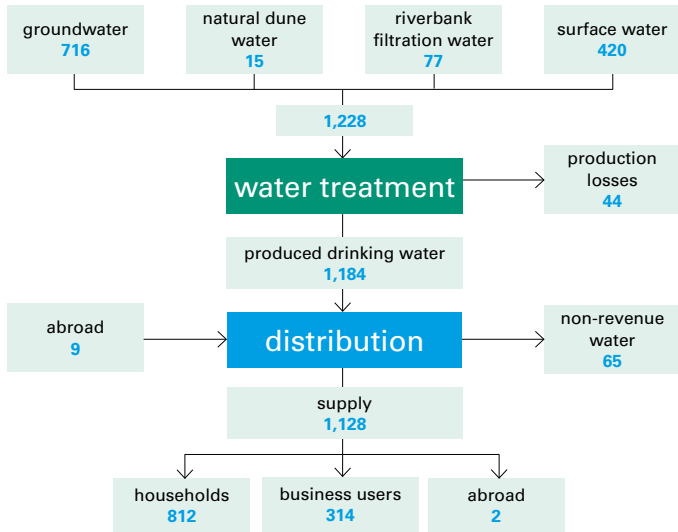 groundwater
716
natural dune
water
15
riverbank
filtration water
77
surface water
420
1,228
water treatment
production
losses
44
produced drinking water
1,184
abroad
9
distribution
non-revenue
water
65
supply
1,128
households
812
business users
314
abroad
2